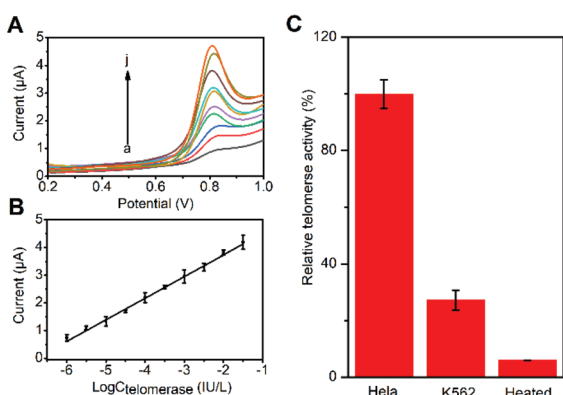 A
5
4
3
2
1
0
Current (µA)
j
a
0.2 0.4 0.6 0.8 1.0
Potential (V)
B
5
4
3
2
1
0
Current (µA)
-6 -5 -4 -3 -2 -1
LogCtelomerase (IU/L)
C
120
80
40
0
Relative telomerse activity (%)
Hela K562 Heated